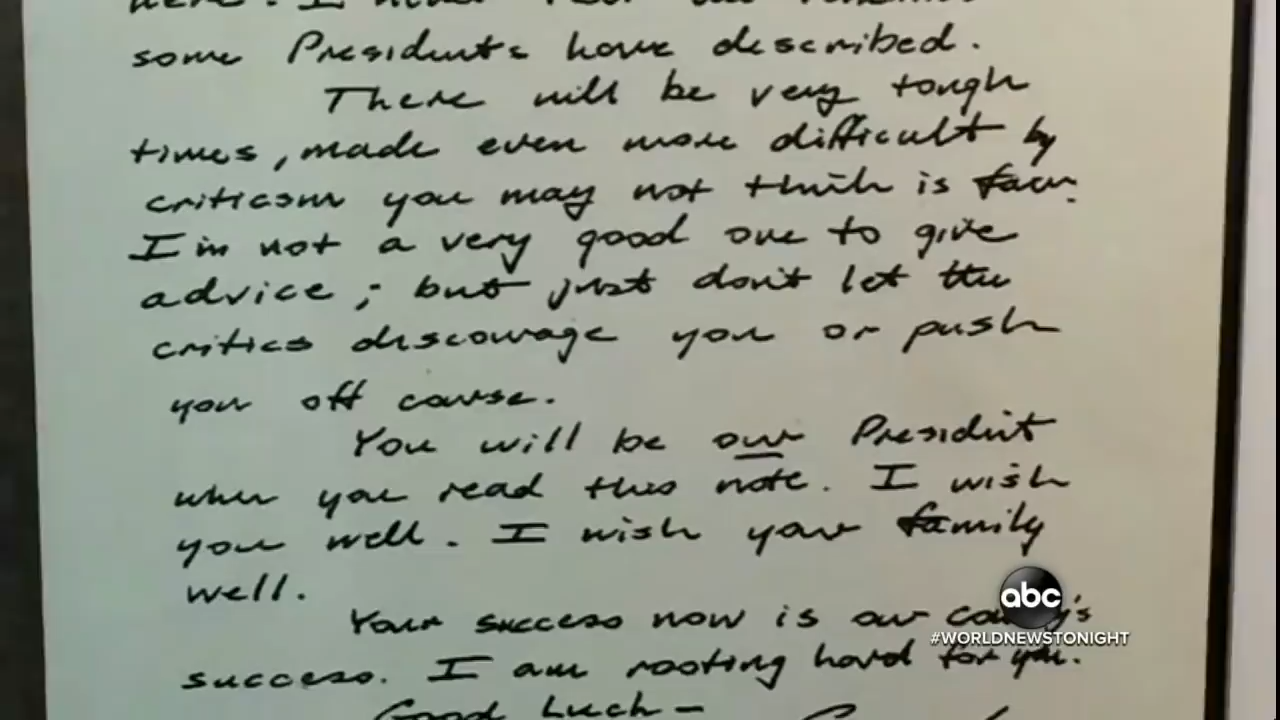 some Presidents have described.
There will be very tough
times, made even more difficult by
criticism you may not think is fair.
I'm not a very good one to give
advice; but just don't let the
critics discourage you or push
you off course.
You will be our President
when you read this note. I wish
you well. I wish your family
well.
Your success now is our country's
success. I am rooting hard for you.
Good Luck —
abc
#WORLDNEWSTONIGHT